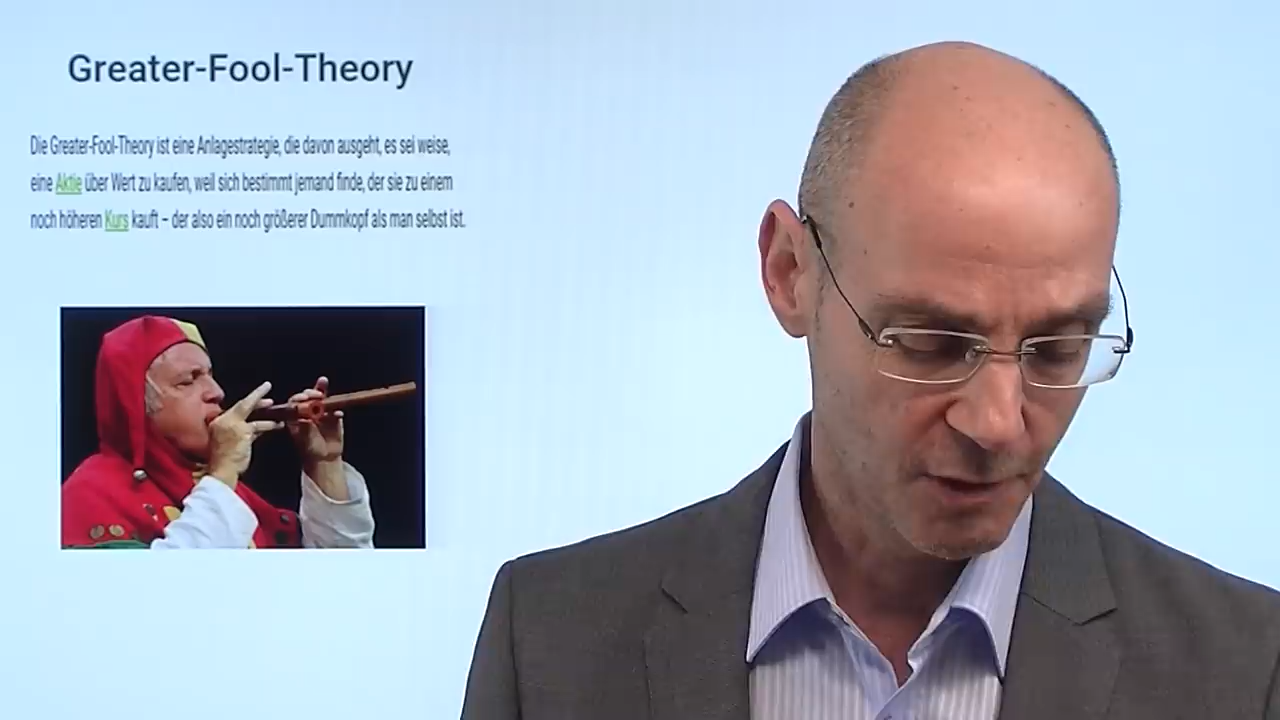 Greater-Fool-Theory
Die Greater-Fool-Theory ist eine Anlagestrategie, die davon ausgeht, es sei weise,
eine Aktie über Wert zu kaufen, weil sich bestimmt jemand finde, der sie zu einem
noch höheren Kurs kauft – der also ein noch größerer Dummkopf als man selbst ist.